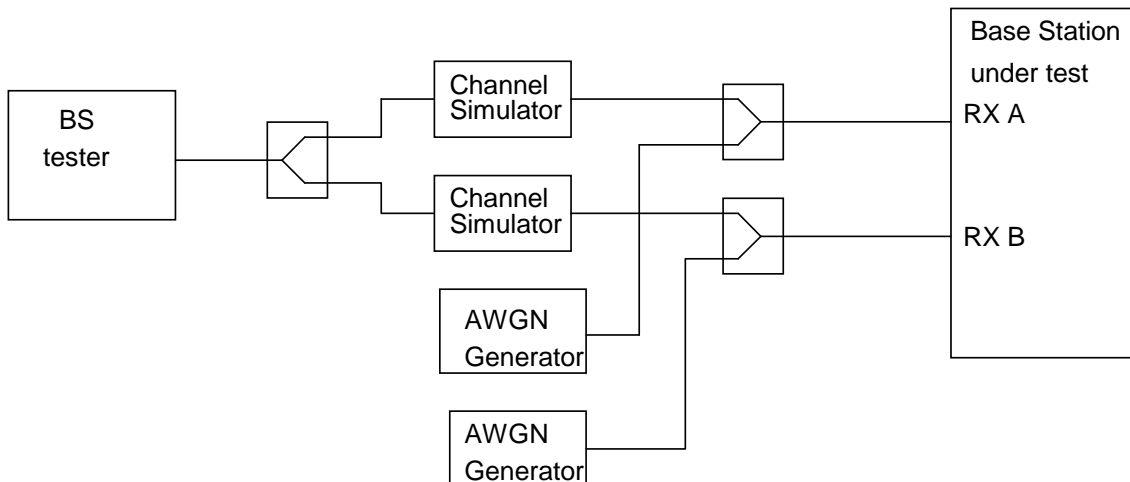 BS
tester
Channel
Simulator
Channel
Simulator
AWGN
Generator
AWGN
Generator
Base Station
under test
RX A
RX B